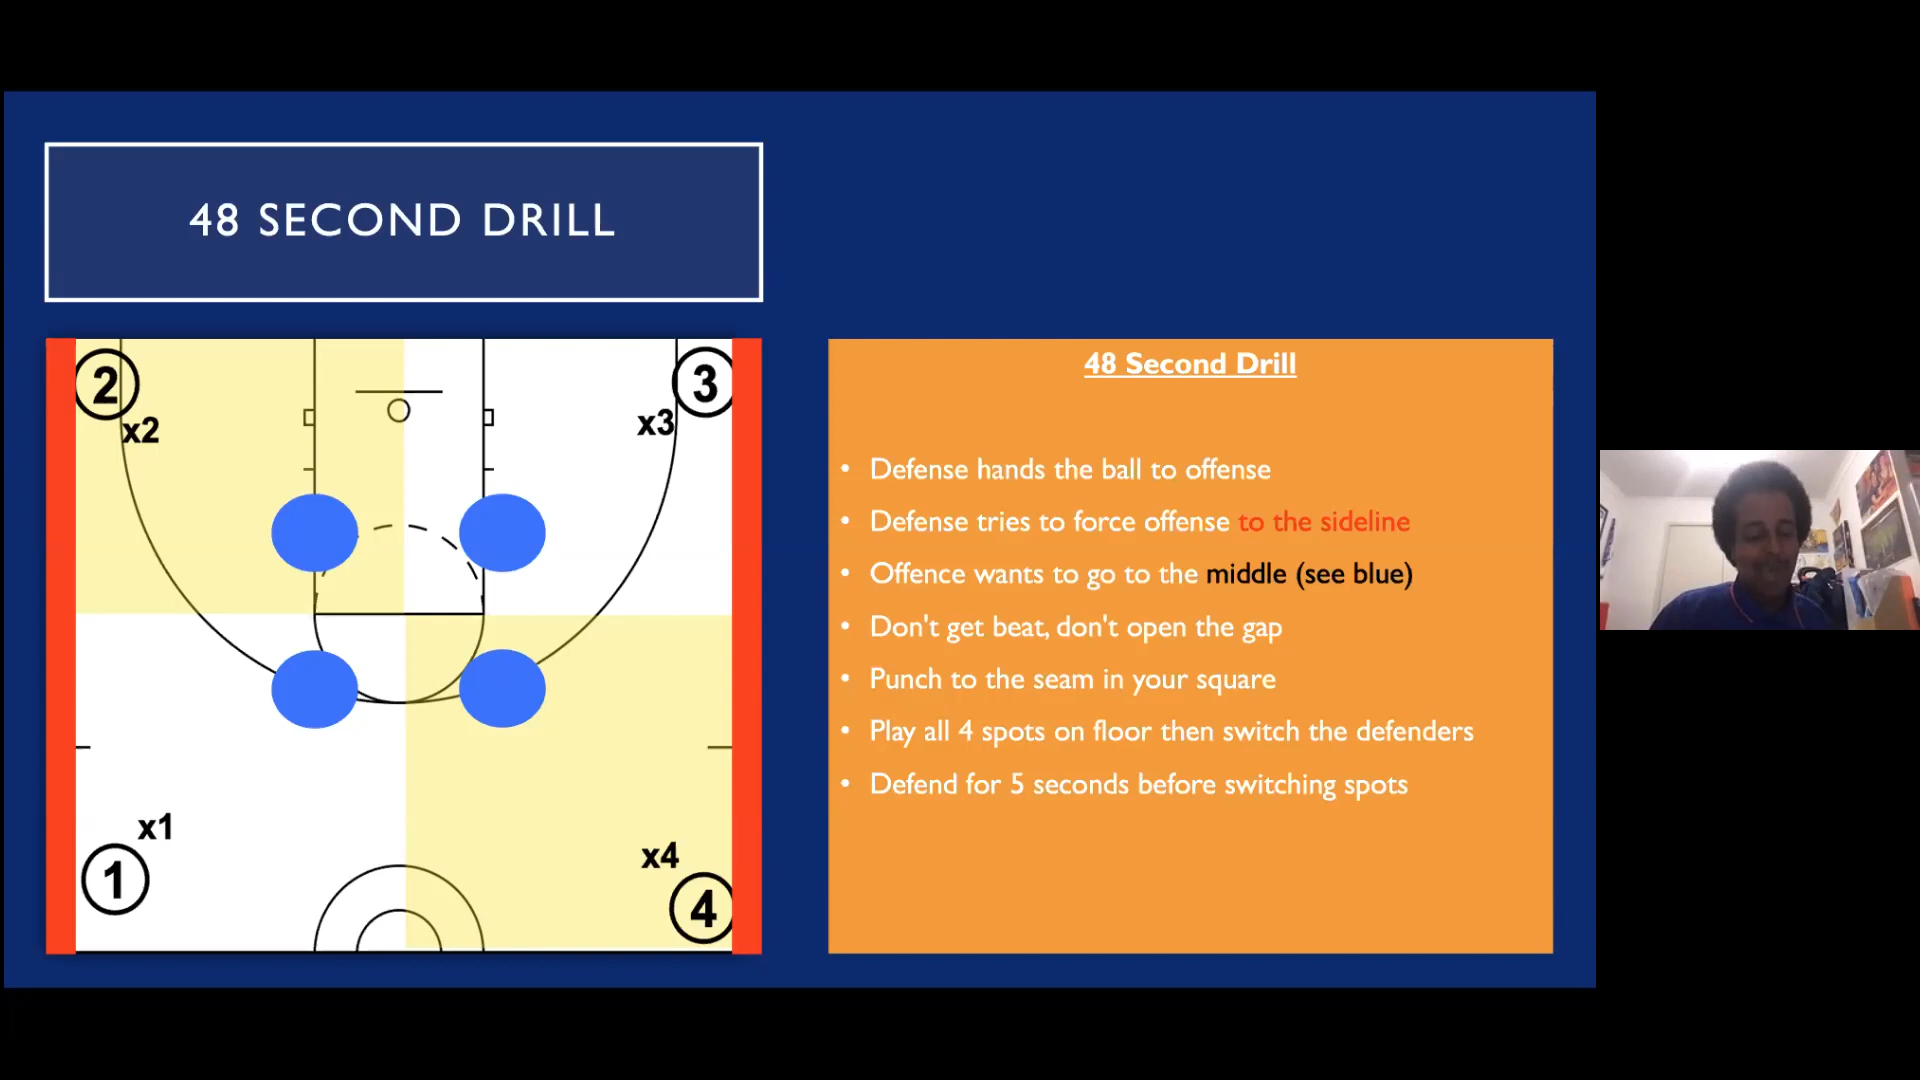 48 SECOND DRILL
2
x2
3
x3
x1
1
x4
4
48 Second Drill
• Defense hands the ball to offense
• Defense tries to force offense to the sideline
• Offence wants to go to the middle (see blue)
• Don't get beat, don't open the gap
• Punch to the seam in your square
• Play all 4 spots on floor then switch the defenders
• Defend for 5 seconds before switching spots